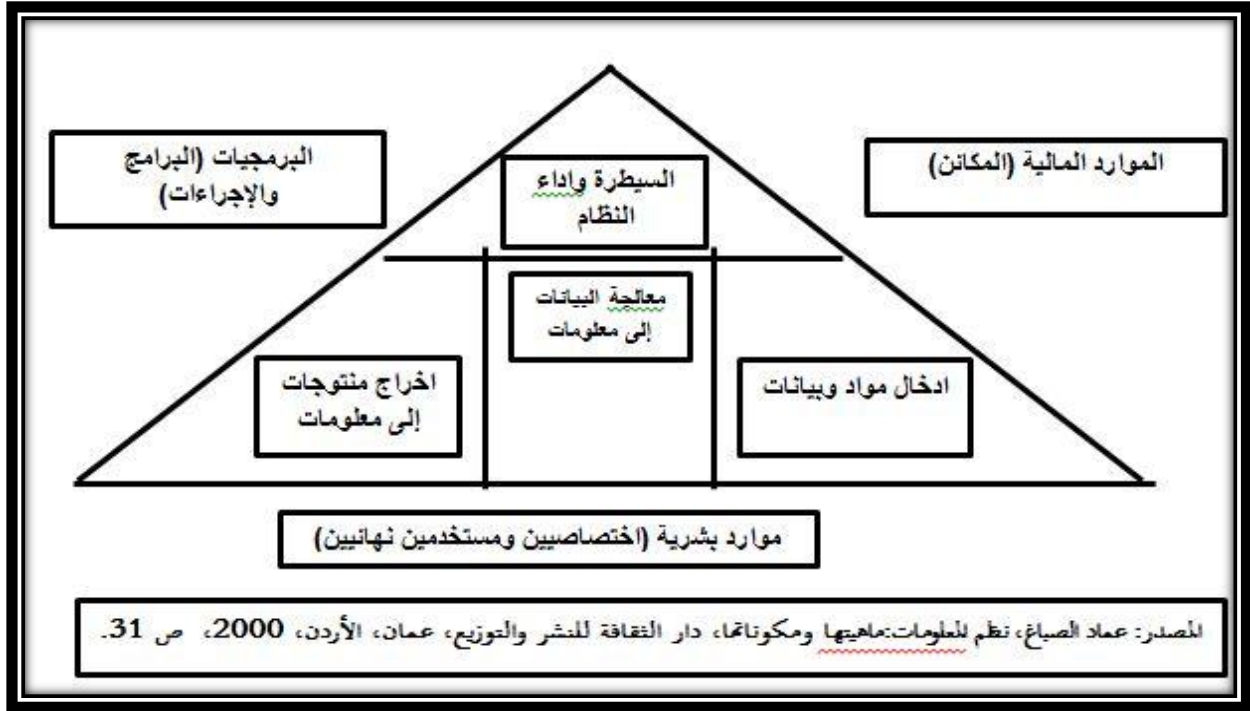 الموارد المالية (المكائن)
البرمجيات (البرامج
والإجراءات)
السيطرة واداء
النظام
معالجة البيانات
إلى معلومات
ادخال مواد وبيانات
اخراج منتوجات
إلى معلومات
موارد بشرية (اختصاصيين ومستخدمين نهائيين)
المصدر: عماد الصباغ، نظم المعلومات:ماهيتها ومكوناتها، دار الثقافة للنشر والتوزيع، عمان، الأردن، 2000، ص 31.